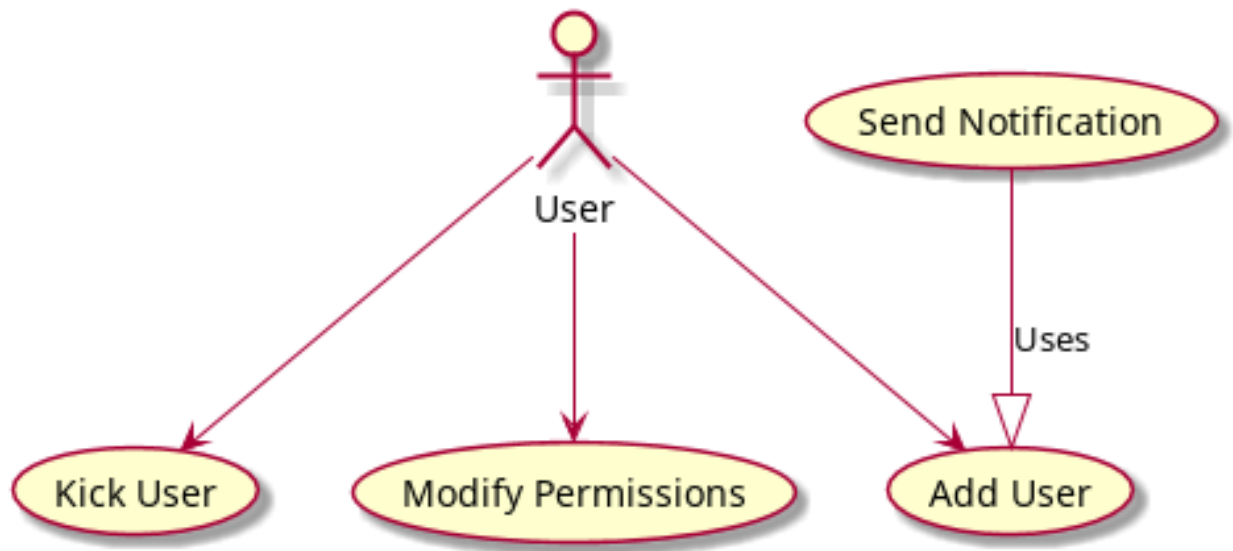 Send Notification
User
Uses
Kick User
Modify Permissions
Add User